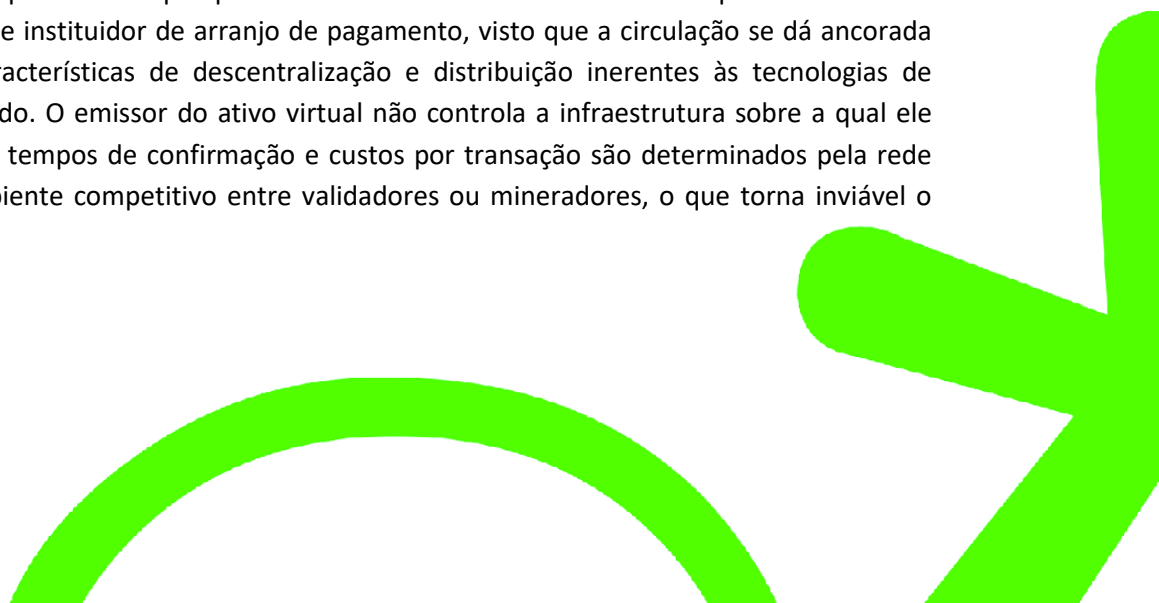 e instituidor de arranjo de pagamento, visto que a circulação se dá ancorada
racterísticas de descentralização e distribuição inerentes às tecnologias de
do. O emissor do ativo virtual não controla a infraestrutura sobre a qual ele
tempos de confirmação e custos por transação são determinados pela rede
biente competitivo entre validadores ou mineradores, o que torna inviável o